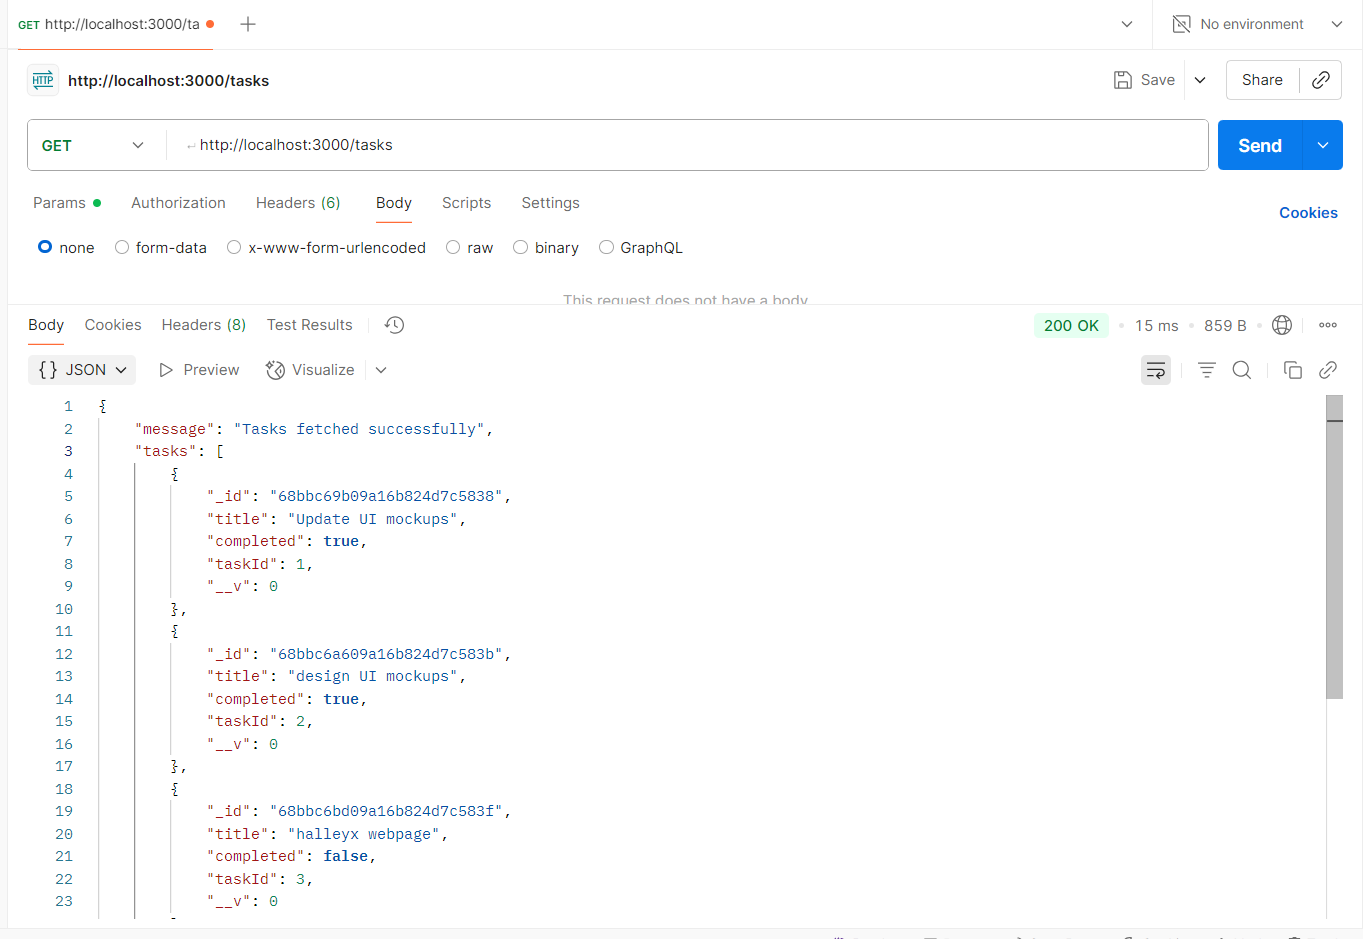 GET http://localhost:3000/ta
No environment
HTTP http://localhost:3000/tasks
Save
Share
GET
http://localhost:3000/tasks
Send
Params
Authorization
Headers (6)
Body
Scripts
Settings
Cookies
none
form-data
x-www-form-urlencoded
raw
binary
GraphQL
This request does not have a body
Body
Cookies
Headers (8)
Test Results
200 OK
15 ms
859 B
{} JSON
Preview
Visualize
1 {
2 "message": "Tasks fetched successfully",
3 "tasks": [
4 {
5 "_id": "68bbc69b09a16b824d7c5838",
6 "title": "Update UI mockups",
7 "completed": true,
8 "taskId": 1,
9 "__v": 0
10 },
11 {
12 "_id": "68bbc6a609a16b824d7c583b",
13 "title": "design UI mockups",
14 "completed": true,
15 "taskId": 2,
16 "__v": 0
17 },
18 {
19 "_id": "68bbc6bd09a16b824d7c583f",
20 "title": "halleyx webpage",
21 "completed": false,
22 "taskId": 3,
23 "__v": 0